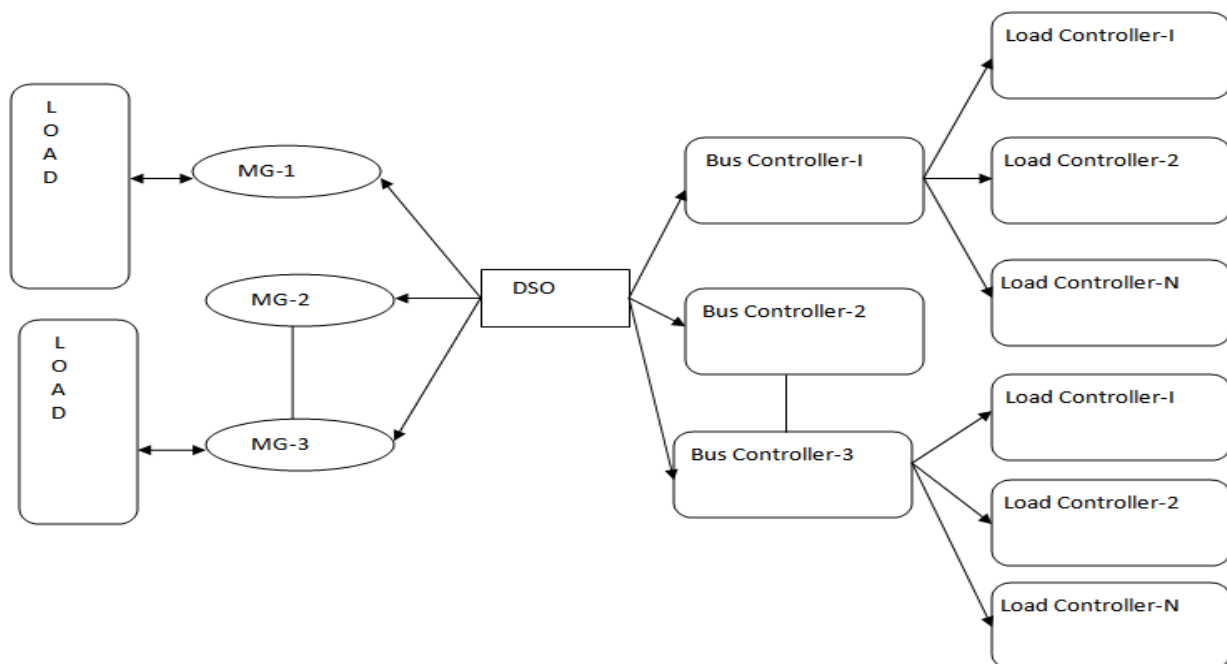 L
O
A
D
MG-1
MG-2
L
O
A
D
MG-3
DSO
Bus Controller-I
Bus Controller-2
Bus Controller-3
Load Controller-I
Load Controller-2
Load Controller-N
Load Controller-I
Load Controller-2
Load Controller-N